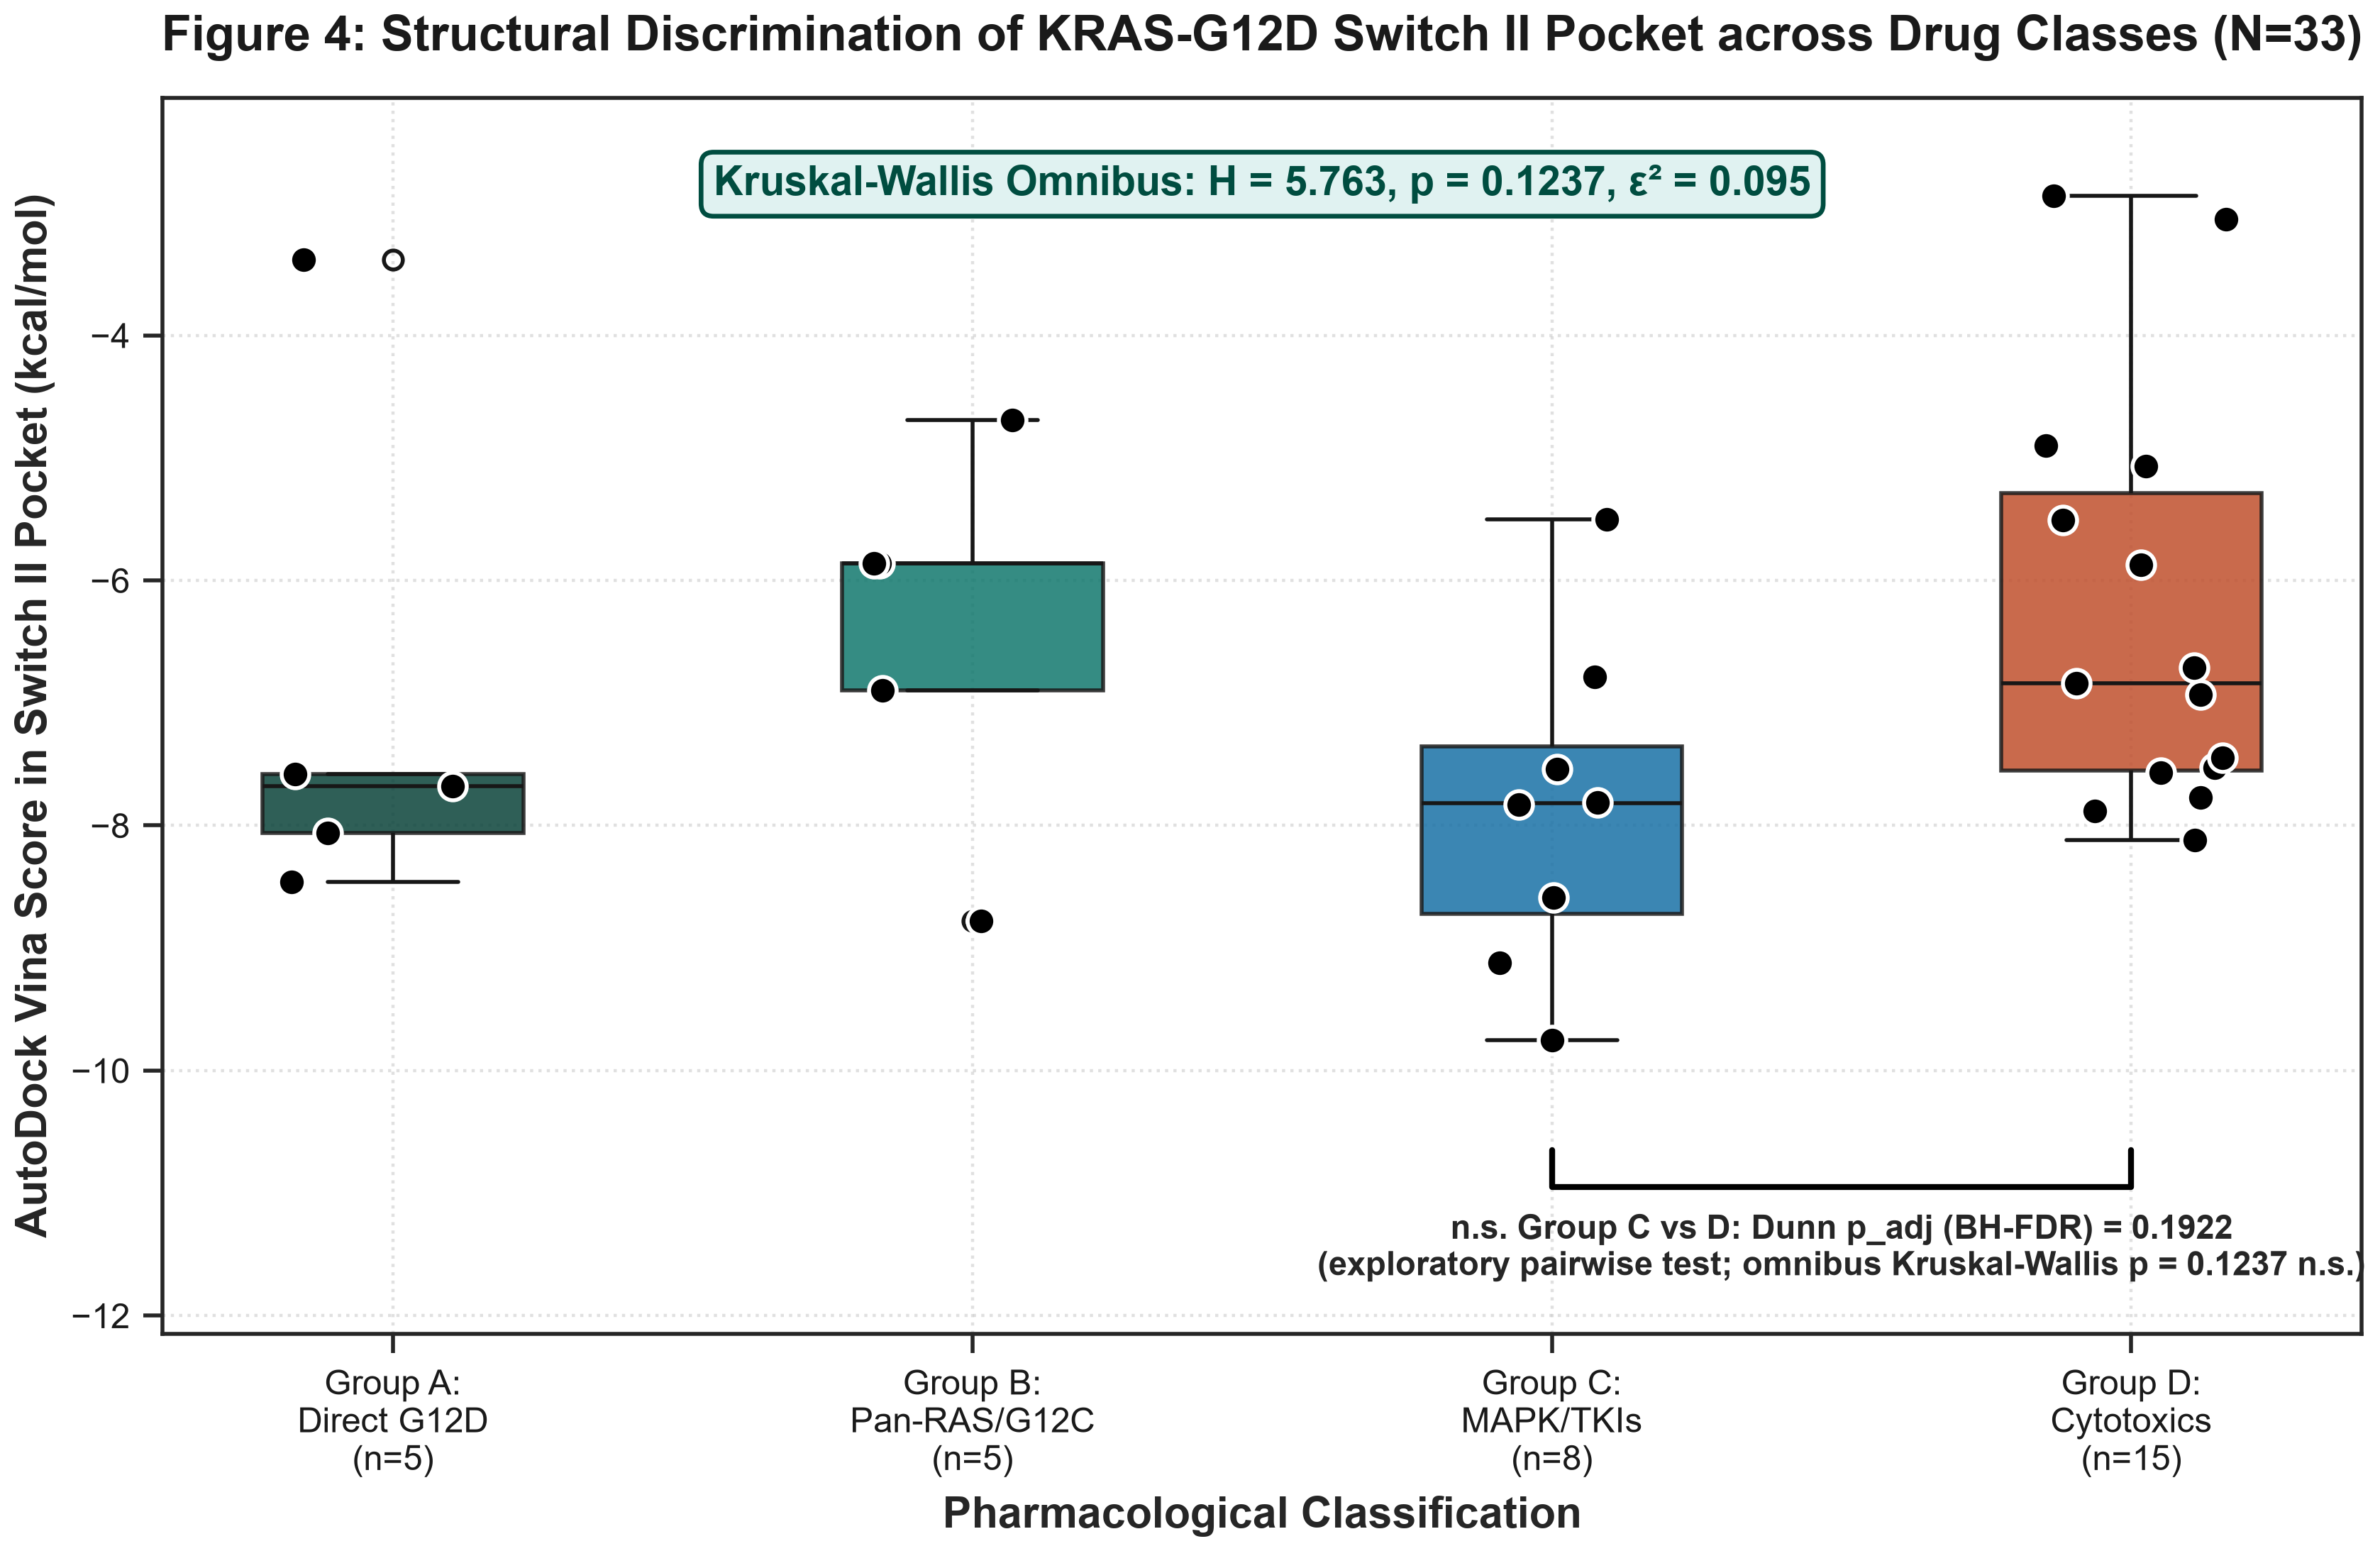 Figure 4: Structural Discrimination of KRAS-G12D Switch II Pocket across Drug Classes (N=33)
Kruskal-Wallis Omnibus: H = 5.763, p = 0.1237, ε² = 0.095
AutoDock Vina Score in Switch II Pocket (kcal/mol)
−4
−6
−8
−10
−12
n.s. Group C vs D: Dunn p_adj (BH-FDR) = 0.1922
(exploratory pairwise test; omnibus Kruskal-Wallis p = 0.1237 n.s.)
Group A:
Direct G12D
(n=5)
Group B:
Pan-RAS/G12C
(n=5)
Group C:
MAPK/TKIs
(n=8)
Group D:
Cytotoxics
(n=15)
Pharmacological Classification